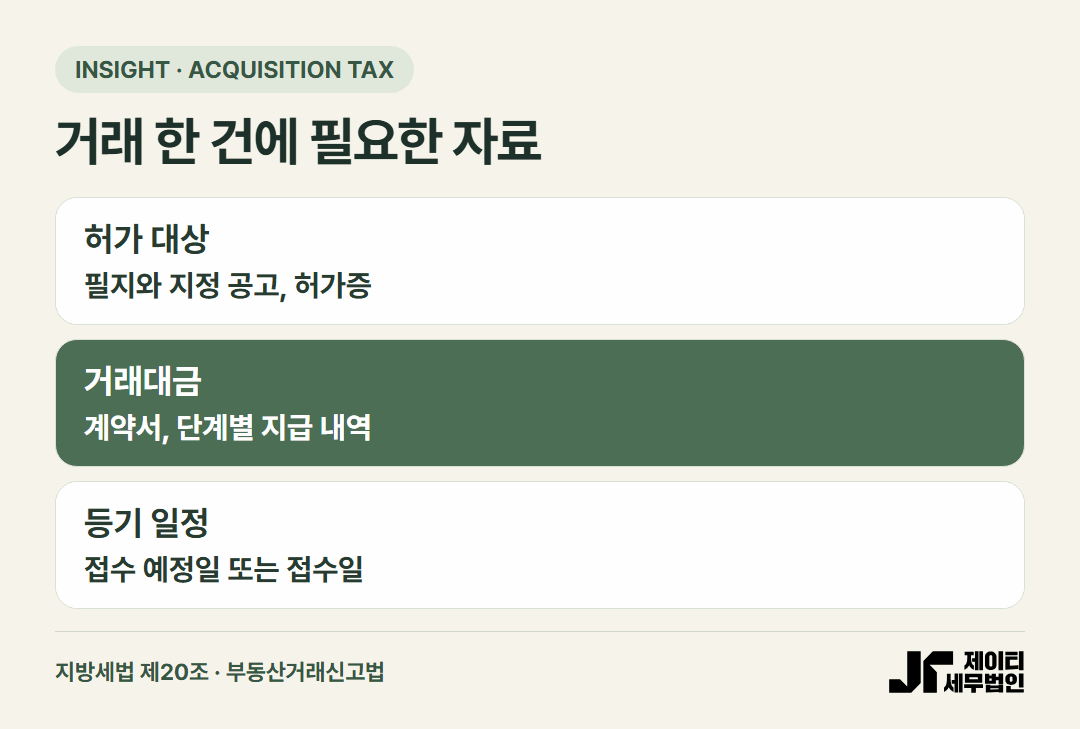 INSIGHT · ACQUISITION TAX
거래 한 건에 필요한 자료
허가 대상
필지와 지정 공고, 허가증
거래대금
계약서, 단계별 지급 내역
등기 일정
접수 예정일 또는 접수일
지방세법 제20조 · 부동산거래신고법
제이티
세무법인